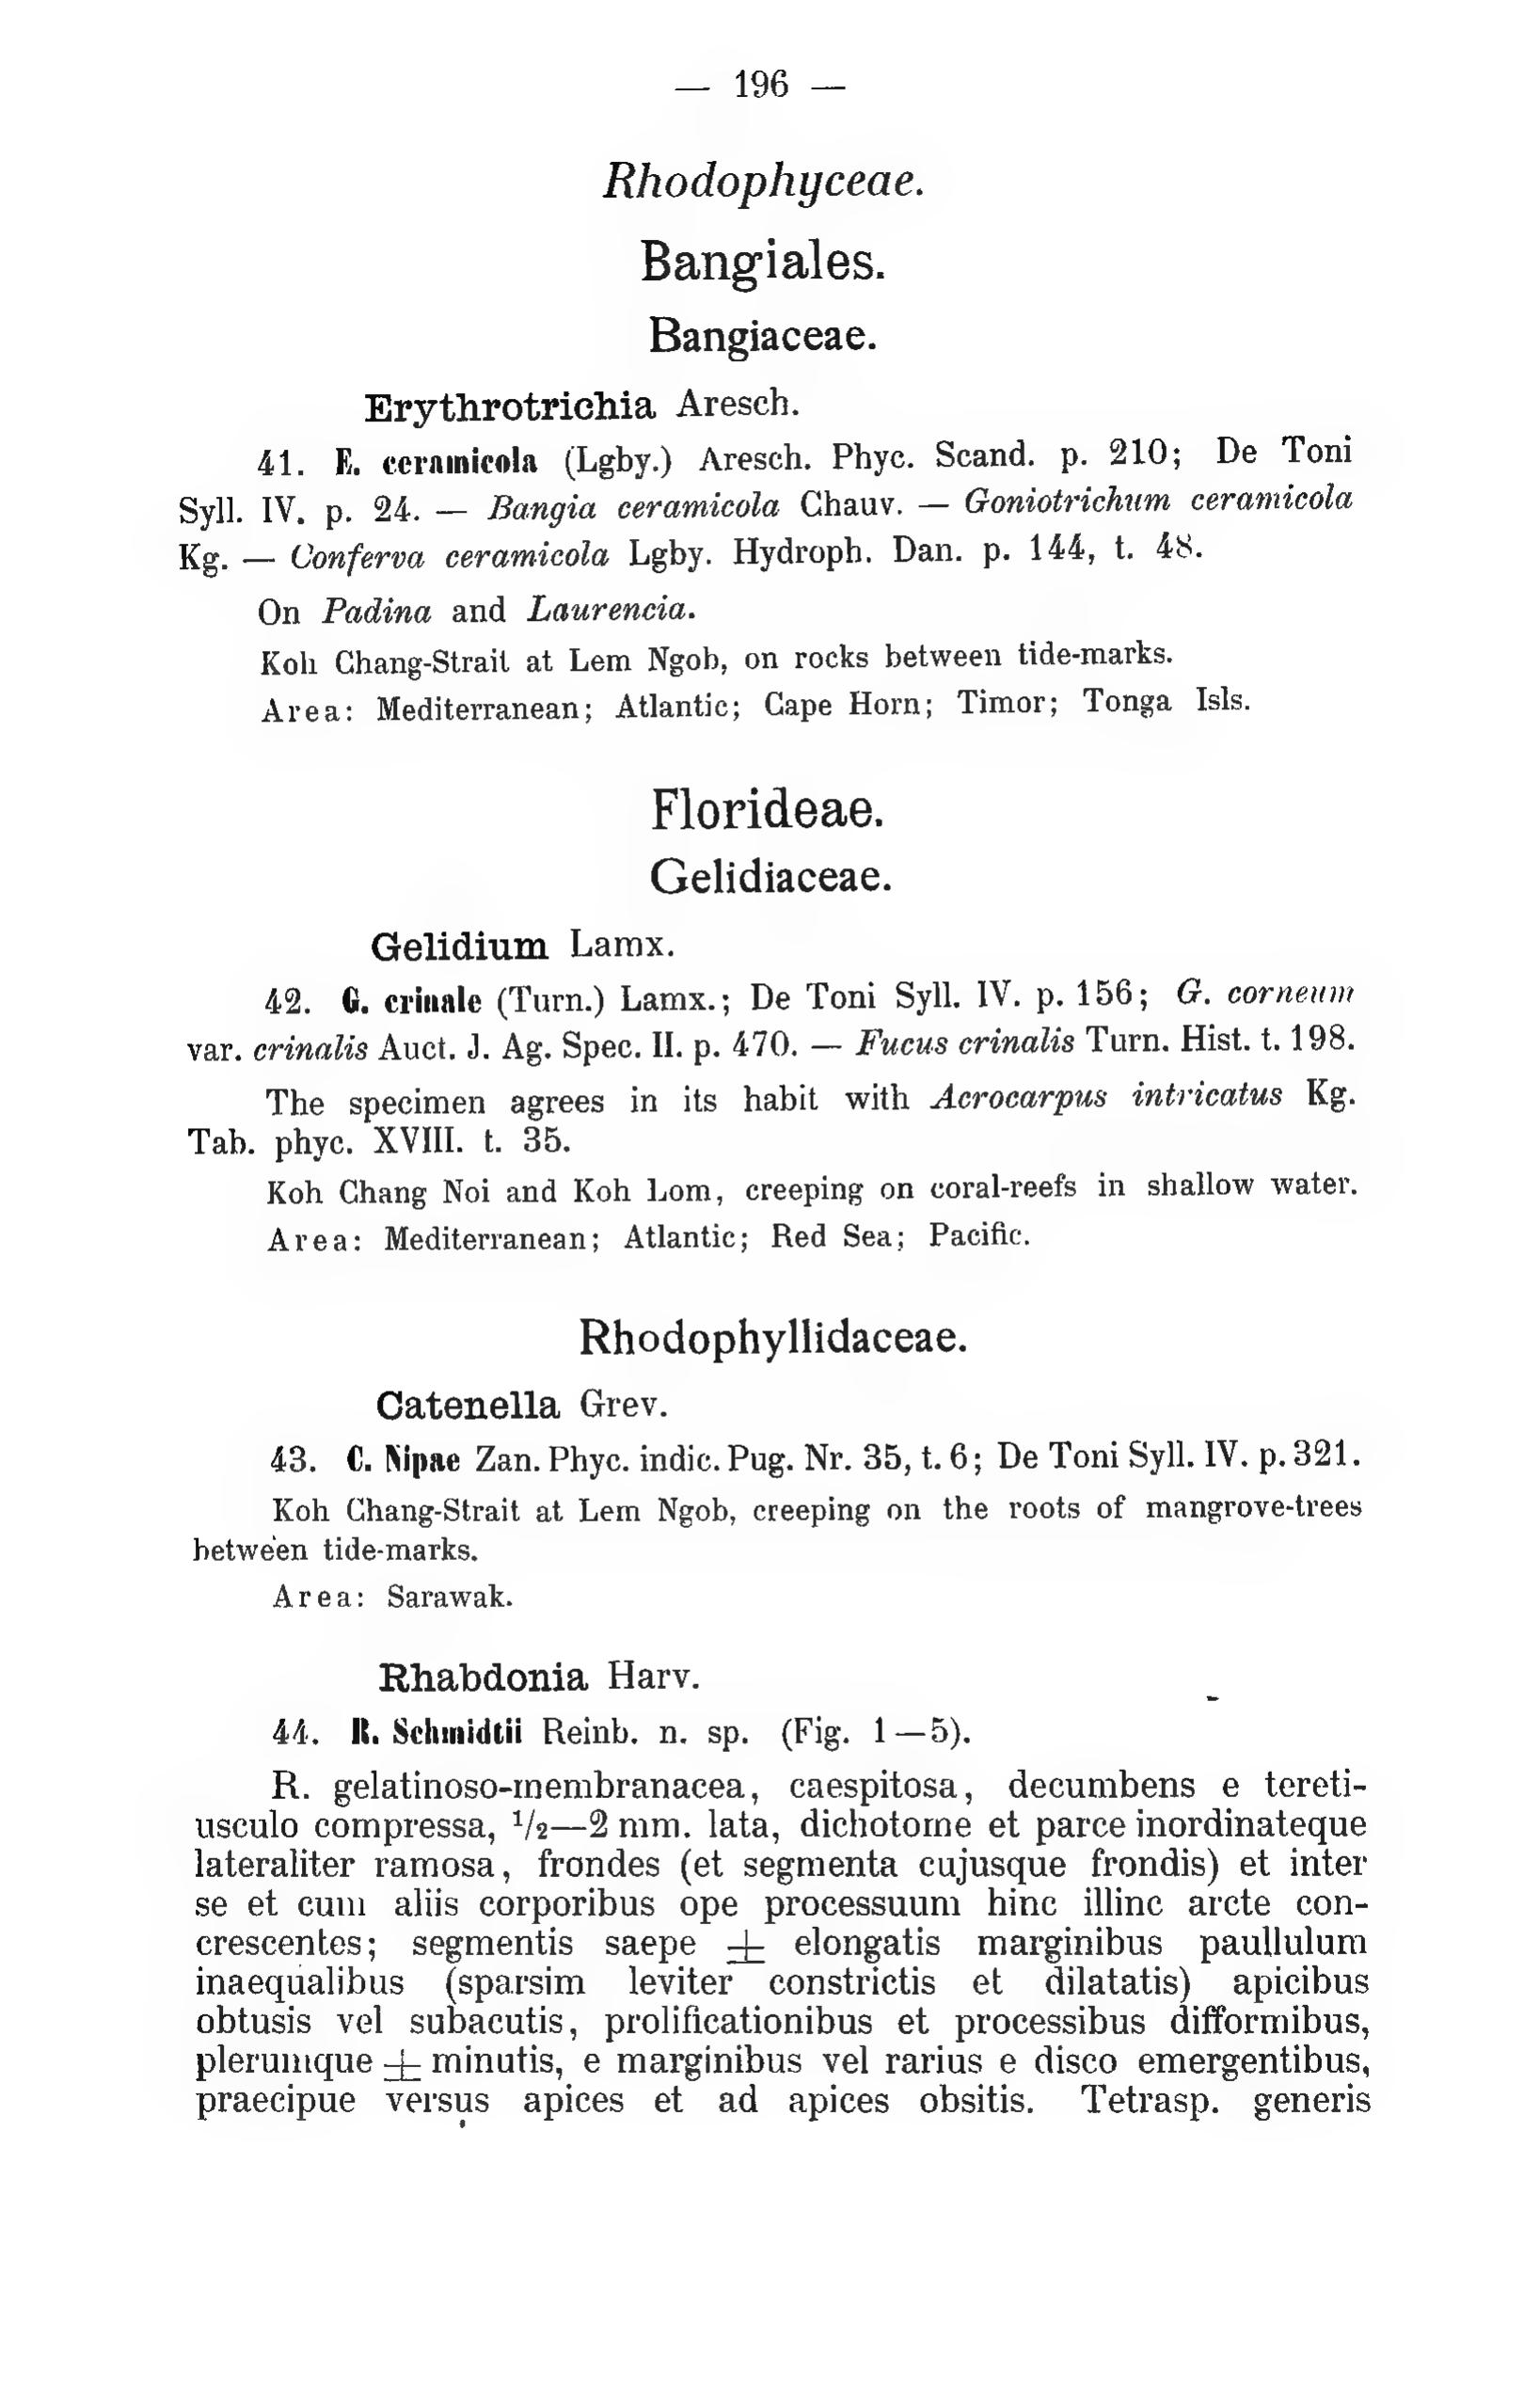 — 196 —
Rhodophyceae.
Bangiales.
Bangiaceae.
Erythrotrichia Aresch.
41. E. ceramicola (Lgby.) Aresch. Phyc. Scand. p. 210; De Toni
Syll. IV. p. 24. — Bangia ceramicola Chauv. — Goniotrichum ceramicola
Kg. — Conferva ceramicola Lgby. Hydroph. Dan. p. 144, t. 48.
On Padina and Laurencia.
Koh Chang-Strait at Lem Ngob, on rocks between tide-marks.
Area: Mediterranean; Atlantic; Cape Horn; Timor; Tonga Isls.
Florideae.
Gelidiaceae.
Gelidium Lamx.
42. G. crinale (Turn.) Lamx.; De Toni Syll. IV. p. 156; G. corneum
var. crinalis Auct. J. Ag. Spec. II. p. 470. — Fucus crinalis Turn. Hist. t. 198.
The specimen agrees in its habit with Acrocarpus intricatus Kg.
Tab. phyc. XVIII. t. 35.
Koh Chang Noi and Koh Lom, creeping on coral-reefs in shallow water.
Area: Mediterranean; Atlantic; Red Sea; Pacific.
Rhodophyllidaceae.
Catenella Grev.
43. C. Nipae Zan. Phyc. indic. Pug. Nr. 35, t. 6; De Toni Syll. IV. p. 321.
Koh Chang-Strait at Lem Ngob, creeping on the roots of mangrove-trees
between tide-marks.
Area: Sarawak.
Rhabdonia Harv.
44. R. Schmidtii Reinb. n. sp. (Fig. 1—5).
R. gelatinoso-membranacea, caespitosa, decumbens e tereti-
usculo compressa, 1/2—2 mm. lata, dichotome et parce inordinateque
lateraliter ramosa, frondes (et segmenta cujusque frondis) et inter
se et cum aliis corporibus ope processuum hinc illinc arcte con-
crescentes; segmentis saepe ± elongatis marginibus paullulum
inaequalibus (sparsim leviter constrictis et dilatatis) apicibus
obtusis vel subacutis, prolificationibus et processibus difformibus,
plerumque ± minutis, e marginibus vel rarius e disco emergentibus,
praecipue versus apices et ad apices obsitis. Tetrasp. generis